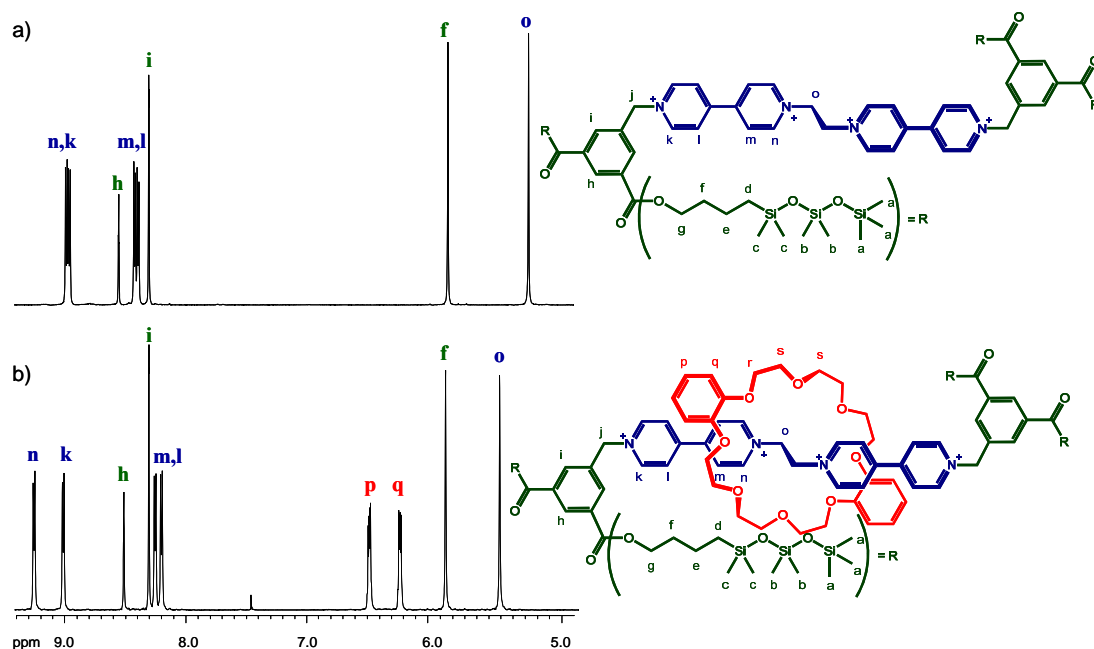 a)
i
f
o
n,k
m,l
h
R
O
O
R
j
i
R
O
h
N
+
N
+
o
N
+
N
+
k
l
m
n
O
O
f
d
g
e
Si
O
Si
O
Si
a
a
a
c
c
b
b
= R
b)
i
f
o
n
k
h
m,l
p
q
p
q
r
s
s
O
O
O
O
O
O
O
O
R
O
O
R
j
i
R
O
h
N
+
N
+
o
N
+
N
+
k
l
m
n
O
O
f
d
g
e
Si
O
Si
O
Si
a
a
a
c
c
b
b
= R
ppm 9.0 8.0 7.0 6.0 5.0